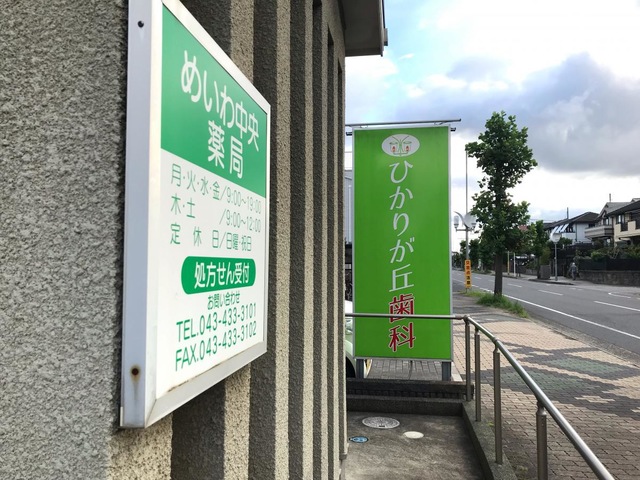 めいわ中央
薬局
月・火・水・金/9:00〜19:00
木・土　/9:00〜12:00
定 休 日/日曜・祝日
処方せん受付
お問い合わせ
TEL.043-433-3101
FAX.043-433-3102
ひかりが丘歯科